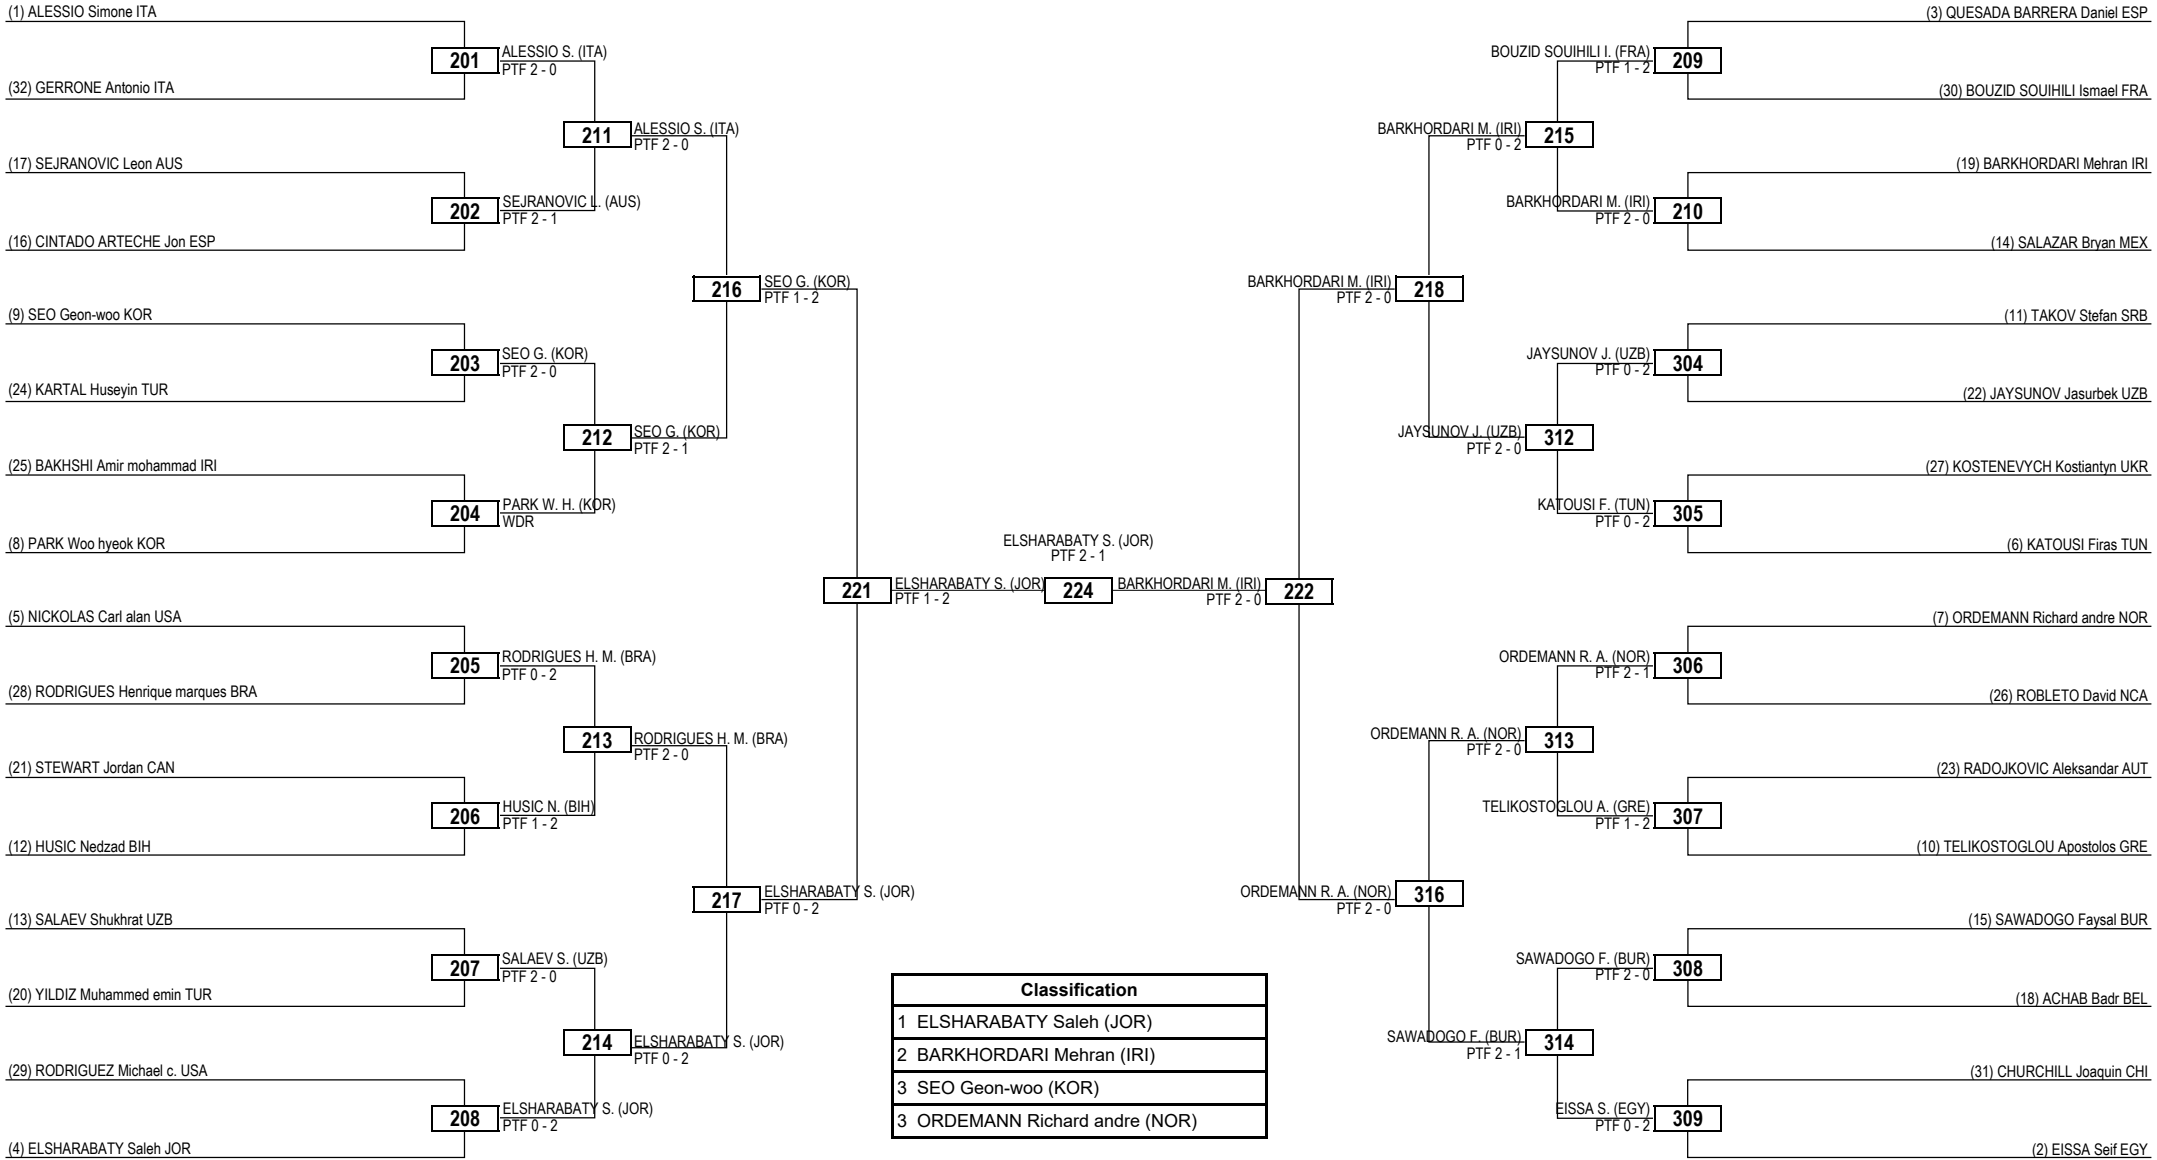 (1) ALESSIO Simone ITA
201
ALESSIO S. (ITA)
PTF 2 - 0
(32) GERRONE Antonio ITA
211
ALESSIO S. (ITA)
PTF 2 - 0
(17) SEJRANOVIC Leon AUS
202
SEJRANOVIC L. (AUS)
PTF 2 - 1
(16) CINTADO ARTECHE Jon ESP
216
SEO G. (KOR)
PTF 1 - 2
(9) SEO Geon-woo KOR
203
SEO G. (KOR)
PTF 2 - 0
(24) KARTAL Huseyin TUR
212
SEO G. (KOR)
PTF 2 - 1
(25) BAKHSHI Amir mohammad IRI
204
PARK W. H. (KOR)
WDR
(8) PARK Woo hyeok KOR
221
ELSHARABATY S. (JOR)
PTF 1 - 2
(5) NICKOLAS Carl alan USA
205
RODRIGUES H. M. (BRA)
PTF 0 - 2
(28) RODRIGUES Henrique marques BRA
213
RODRIGUES H. M. (BRA)
PTF 2 - 0
(21) STEWART Jordan CAN
206
HUSIC N. (BIH)
PTF 1 - 2
(12) HUSIC Nedzad BIH
217
ELSHARABATY S. (JOR)
PTF 0 - 2
(13) SALAEV Shukhrat UZB
207
SALAEV S. (UZB)
PTF 2 - 0
(20) YILDIZ Muhammed emin TUR
214
ELSHARABATY S. (JOR)
PTF 0 - 2
(29) RODRIGUEZ Michael c. USA
208
ELSHARABATY S. (JOR)
PTF 0 - 2
(4) ELSHARABATY Saleh JOR
ELSHARABATY S. (JOR)
PTF 2 - 1
224
(3) QUESADA BARRERA Daniel ESP
BOUZID SOUIHILI I. (FRA)
PTF 1 - 2
209
(30) BOUZID SOUIHILI Ismael FRA
BARKHORDARI M. (IRI)
PTF 0 - 2
215
(19) BARKHORDARI Mehran IRI
BARKHORDARI M. (IRI)
PTF 2 - 0
210
(14) SALAZAR Bryan MEX
BARKHORDARI M. (IRI)
PTF 2 - 0
218
(11) TAKOV Stefan SRB
JAYSUNOV J. (UZB)
PTF 0 - 2
304
(22) JAYSUNOV Jasurbek UZB
JAYSUNOV J. (UZB)
PTF 2 - 0
312
(27) KOSTENEVYCH Kostiantyn UKR
KATOUSI F. (TUN)
PTF 0 - 2
305
(6) KATOUSI Firas TUN
BARKHORDARI M. (IRI)
PTF 2 - 0
222
(7) ORDEMANN Richard andre NOR
ORDEMANN R. A. (NOR)
PTF 2 - 1
306
(26) ROBLETO David NCA
ORDEMANN R. A. (NOR)
PTF 2 - 0
313
(23) RADOJKOVIC Aleksandar AUT
TELIKOSTOGLOU A. (GRE)
PTF 1 - 2
307
(10) TELIKOSTOGLOU Apostolos GRE
ORDEMANN R. A. (NOR)
PTF 2 - 0
316
(15) SAWADOGO Faysal BUR
SAWADOGO F. (BUR)
PTF 2 - 0
308
(18) ACHAB Badr BEL
SAWADOGO F. (BUR)
PTF 2 - 1
314
(31) CHURCHILL Joaquin CHI
EISSA S. (EGY)
PTF 0 - 2
309
(2) EISSA Seif EGY
Classification
1 ELSHARABATY Saleh (JOR)
2 BARKHORDARI Mehran (IRI)
3 SEO Geon-woo (KOR)
3 ORDEMANN Richard andre (NOR)